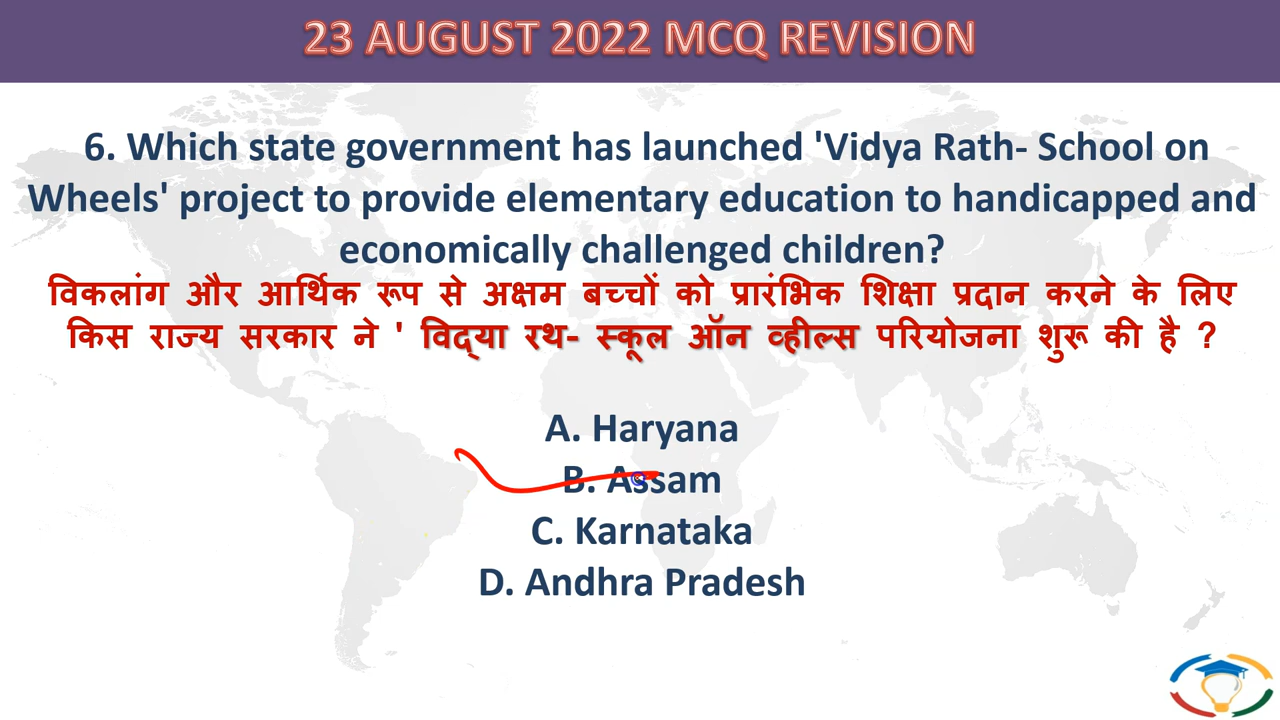 23 AUGUST 2022 MCQ REVISION
6. Which state government has launched 'Vidya Rath- School on
Wheels' project to provide elementary education to handicapped and
economically challenged children?
विकलांग और आर्थिक रूप से अक्षम बच्चों को प्रारंभिक शिक्षा प्रदान करने के लिए
किस राज्य सरकार ने ' विद्या रथ- स्कूल ऑन व्हील्स परियोजना शुरू की है ?
A. Haryana
B. Assam
C. Karnataka
D. Andhra Pradesh